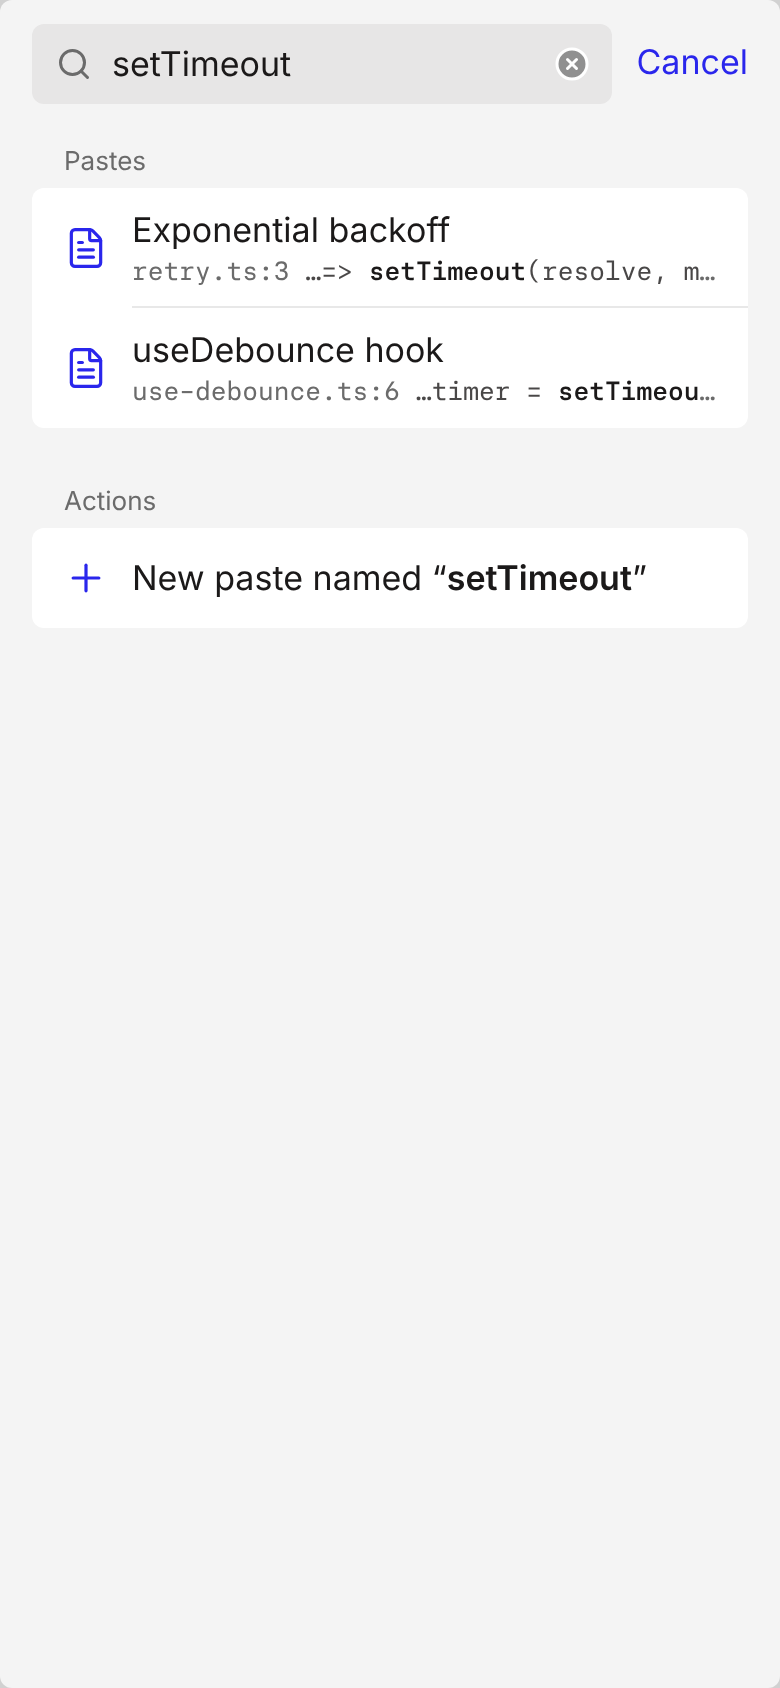 setTimeout
Cancel
Pastes
Exponential backoff
retry.ts:3 …=> setTimeout(resolve, m…
useDebounce hook
use-debounce.ts:6 …timer = setTimeou…
Actions
New paste named “setTimeout”